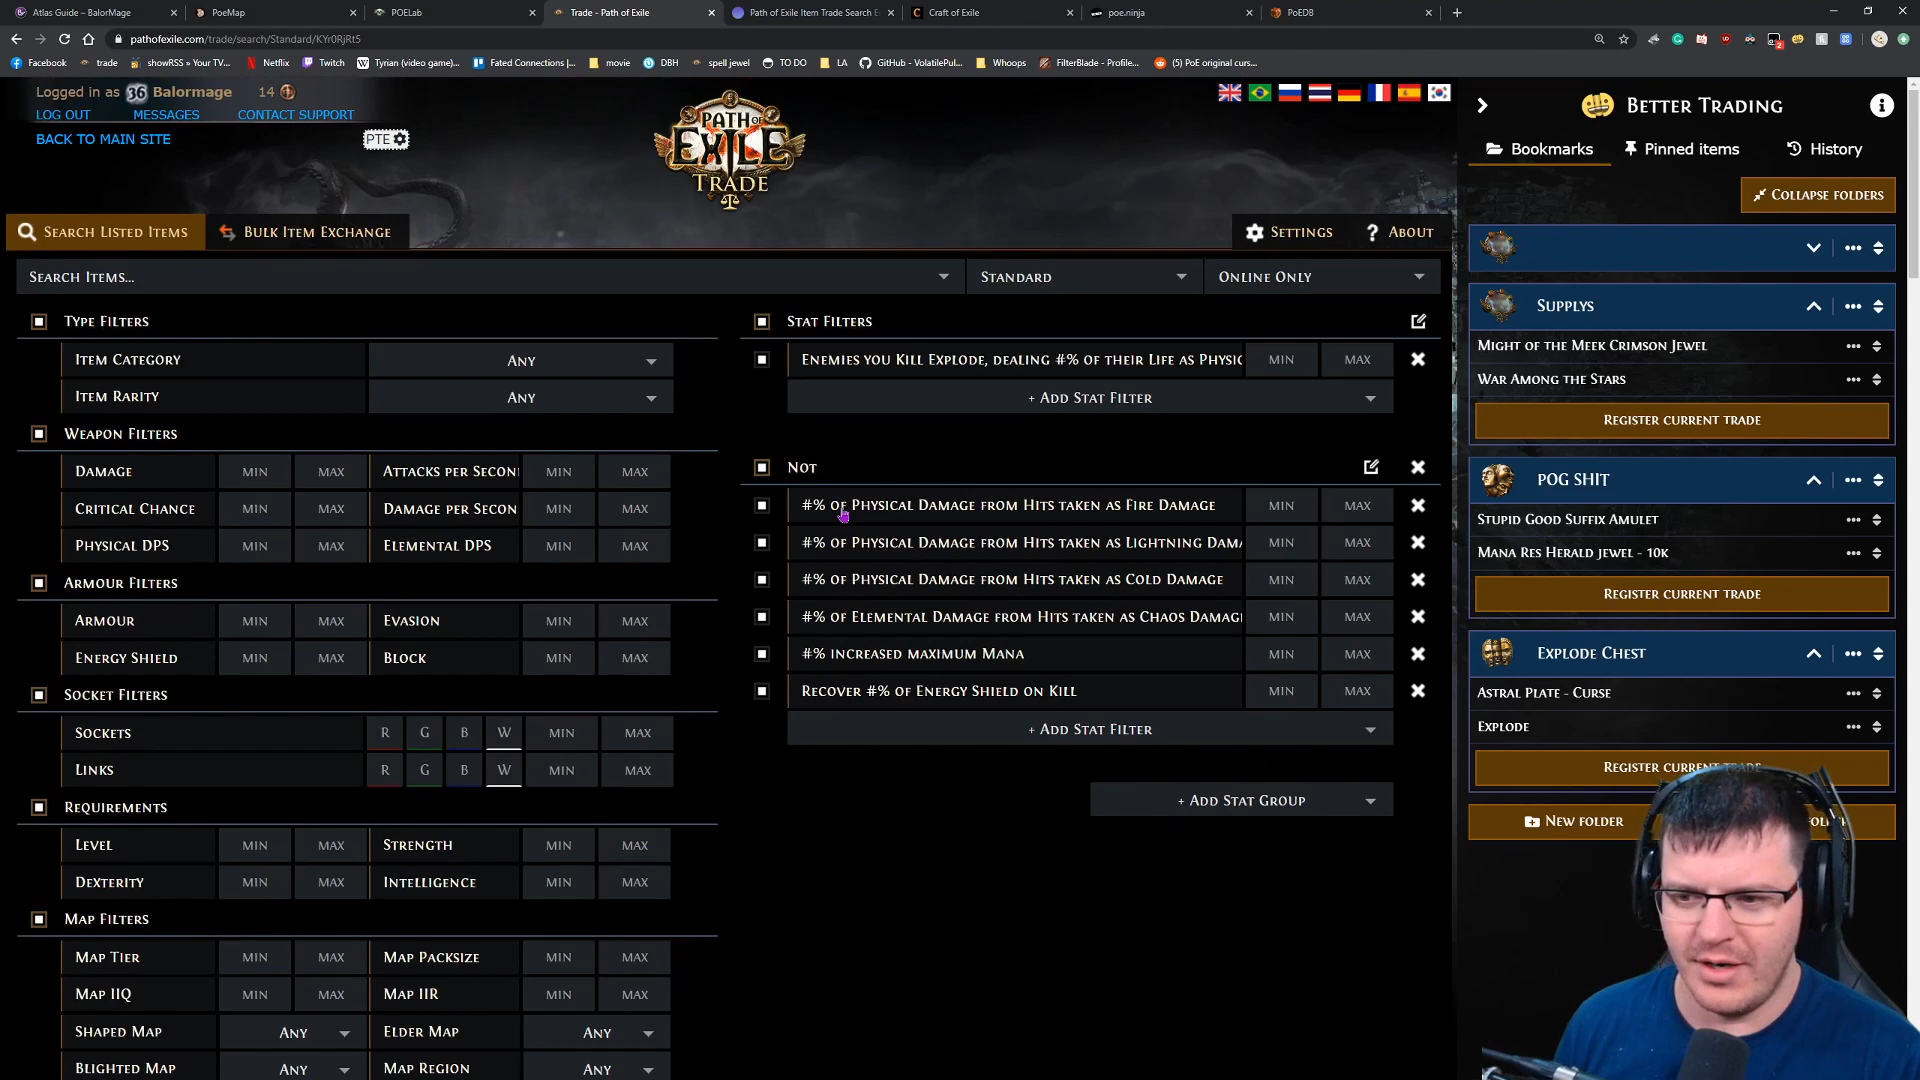 Atlas Guide – BalorMage
PoeMap
POELab
Trade - Path of Exile
Path of Exile Item Trade Search E
Craft of Exile
poe.ninja
PoEDB
pathofexile.com/trade/search/Standard/KYr0RjRt5
Facebook
trade
showRSS » Your TV...
Netflix
Twitch
Tyrian (video game)...
Fated Connections |...
movie
DBH
spell jewel
TO DO
LA
GitHub - VolatilePul...
Whoops
FilterBlade - Profile...
(5) PoE original curs...
Logged in as 36 Balormage 14
LOG OUT MESSAGES CONTACT SUPPORT
BACK TO MAIN SITE
PTE
PATH OF
EXILE
TRADE
Search Listed Items
Bulk Item Exchange
Settings
? About
Search Items...
Standard
Online Only
Type Filters
Item Category Any
Item Rarity Any
Weapon Filters
Damage MIN MAX Attacks per Secon MIN MAX
Critical Chance MIN MAX Damage per Secon MIN MAX
Physical DPS MIN MAX Elemental DPS MIN MAX
Armour Filters
Armour MIN MAX Evasion MIN MAX
Energy Shield MIN MAX Block MIN MAX
Socket Filters
Sockets R G B W MIN MAX
Links R G B W MIN MAX
Requirements
Level MIN MAX Strength MIN MAX
Dexterity MIN MAX Intelligence MIN MAX
Map Filters
Map Tier MIN MAX Map Packsize MIN MAX
Map IIQ MIN MAX Map IIR MIN MAX
Shaped Map Any Elder Map Any
Blighted Map Any Map Region Any
Stat Filters
Enemies you Kill Explode, dealing #% of their Life as Physic MIN MAX
+ Add Stat Filter
Not
#% of Physical Damage from Hits taken as Fire Damage MIN MAX
#% of Physical Damage from Hits taken as Lightning Dama MIN MAX
#% of Physical Damage from Hits taken as Cold Damage MIN MAX
#% of Elemental Damage from Hits taken as Chaos Damage MIN MAX
#% increased maximum Mana MIN MAX
Recover #% of Energy Shield on Kill MIN MAX
+ Add Stat Filter
+ Add Stat Group
Better Trading
Bookmarks
Pinned items
History
Collapse folders
Supplys
Might of the Meek Crimson Jewel
War Among the Stars
Register current trade
POG SHIT
Stupid Good Suffix Amulet
Mana Res Herald jewel - 10k
Register current trade
Explode Chest
Astral Plate - Curse
Explode
Register current trade
New folder